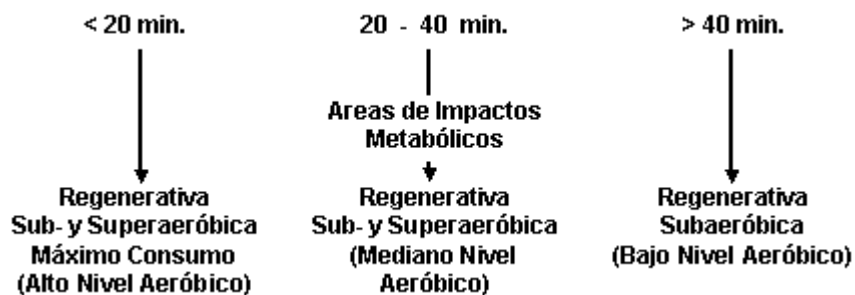 < 20 min.
20 - 40 min.
> 40 min.
Areas de Impactos
Metabólicos
Regenerativa
Sub- y Superaeróbica
Máximo Consumo
(Alto Nivel Aeróbico)
Regenerativa
Sub- y Superaeróbica
(Mediano Nivel
Aeróbico)
Regenerativa
Subaeróbica
(Bajo Nivel Aeróbico)